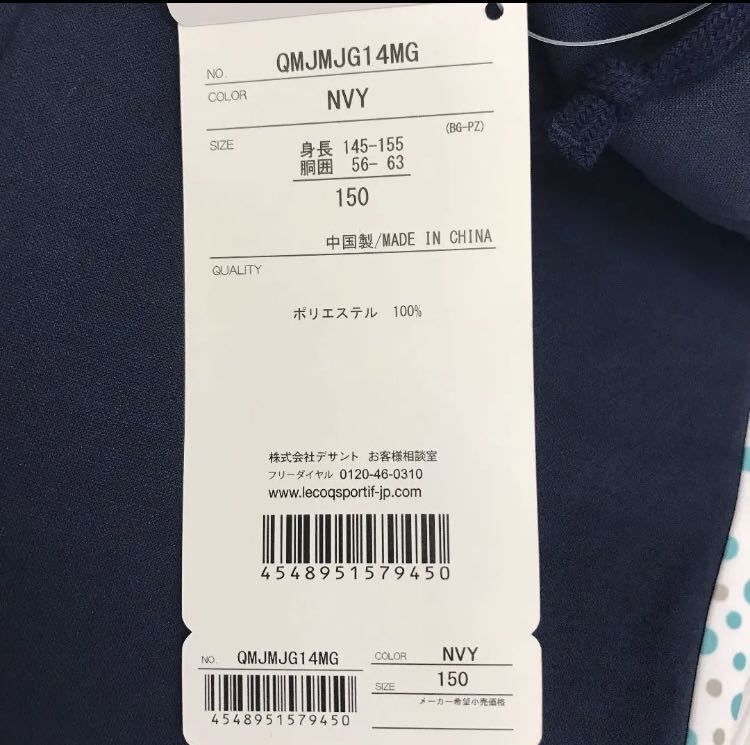 NO. QMJMJG14MG
COLOR NVY
(BG-PZ)
SIZE 身長 145-155
胴囲 56- 63
150
中国製/MADE IN CHINA
QUALITY
ポリエステル 100%
株式会社デサント お客様相談室
フリーダイヤル 0120-46-0310
www.lecoqsportif-jp.com
4548951579450
NO. QMJMJG14MG
4548951579450
COLOR NVY
SIZE 150
メーカー希望小売価格